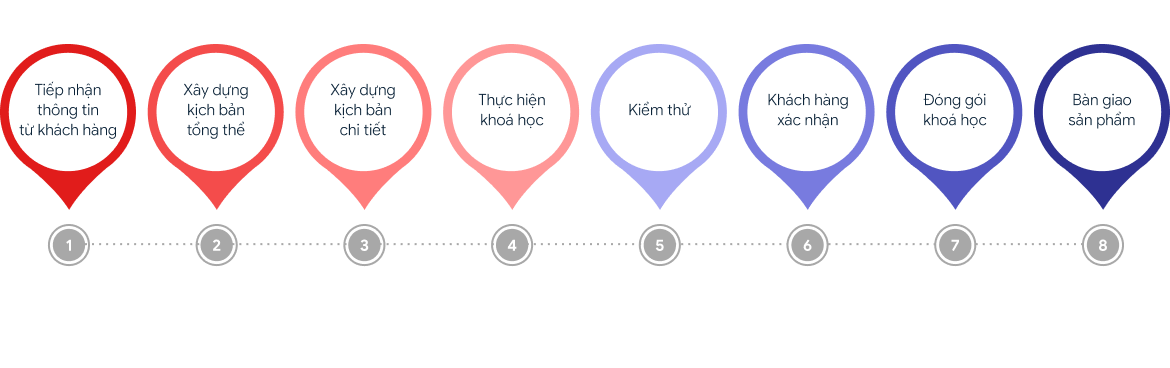 Tiếp nhận
thông tin
từ khách hàng
Xây dựng
kịch bản
tổng thể
Xây dựng
kịch bản
chi tiết
Thực hiện
khoá học
Kiểm thử
Khách hàng
xác nhận
Đóng gói
khoá học
Bàn giao
sản phẩm
1
2
3
4
5
6
7
8